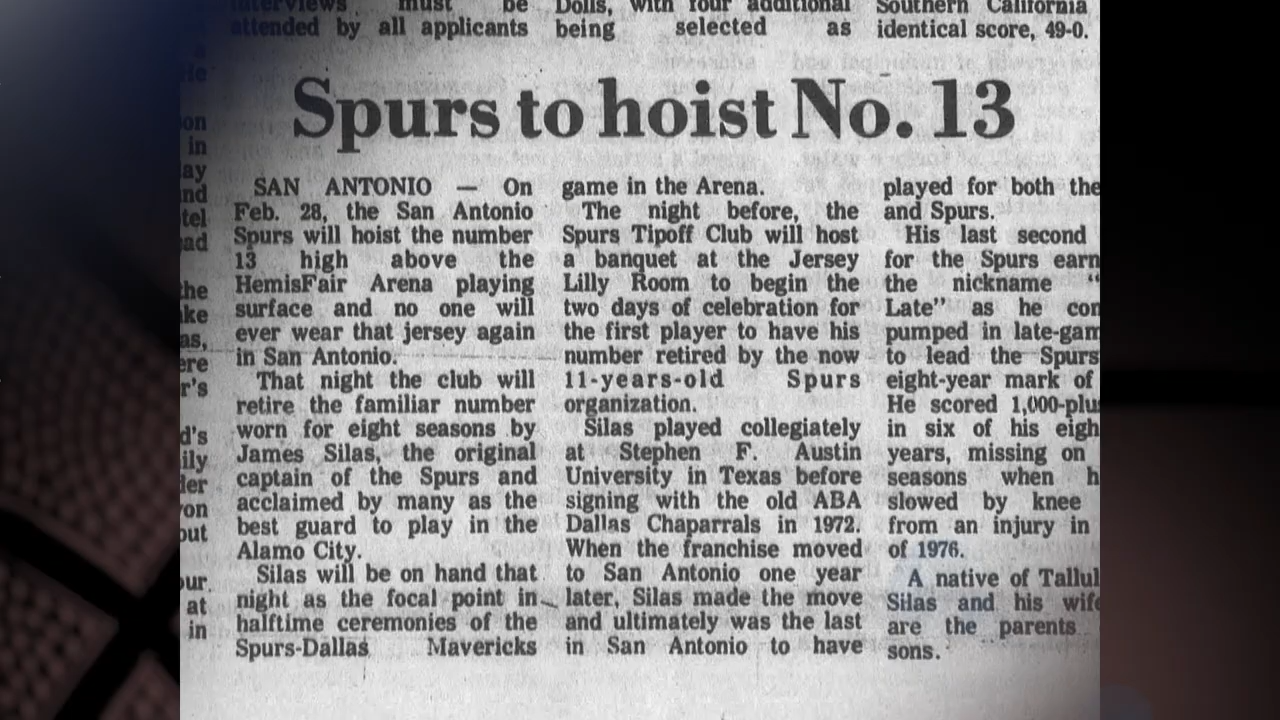 interviews must be
attended by all applicants
Dolls, with four additional
being selected as
Southern California
identical score, 49-0.
Spurs to hoist No. 13
SAN ANTONIO — On
Feb. 28, the San Antonio
Spurs will hoist the number
13 high above the
HemisFair Arena playing
surface and no one will
ever wear that jersey again
in San Antonio.
That night the club will
retire the familiar number
worn for eight seasons by
James Silas, the original
captain of the Spurs and
acclaimed by many as the
best guard to play in the
Alamo City.
Silas will be on hand that
night as the focal point in
halftime ceremonies of the
Spurs-Dallas Mavericks
game in the Arena.
The night before, the
Spurs Tipoff Club will host
a banquet at the Jersey
Lilly Room to begin the
two days of celebration for
the first player to have his
number retired by the now
11-years-old Spurs
organization.
Silas played collegiately
at Stephen F. Austin
University in Texas before
signing with the old ABA
Dallas Chaparrals in 1972.
When the franchise moved
to San Antonio one year
later, Silas made the move
and ultimately was the last
in San Antonio to have
played for both the
and Spurs.
His last second
for the Spurs earn
the nickname "
Late" as he con
pumped in late-gam
to lead the Spurs
eight-year mark of
He scored 1,000-plus
in six of his eigh
years, missing on
seasons when h
slowed by knee
from an injury in
of 1976.
A native of Tallul
Silas and his wife
are the parents
sons.